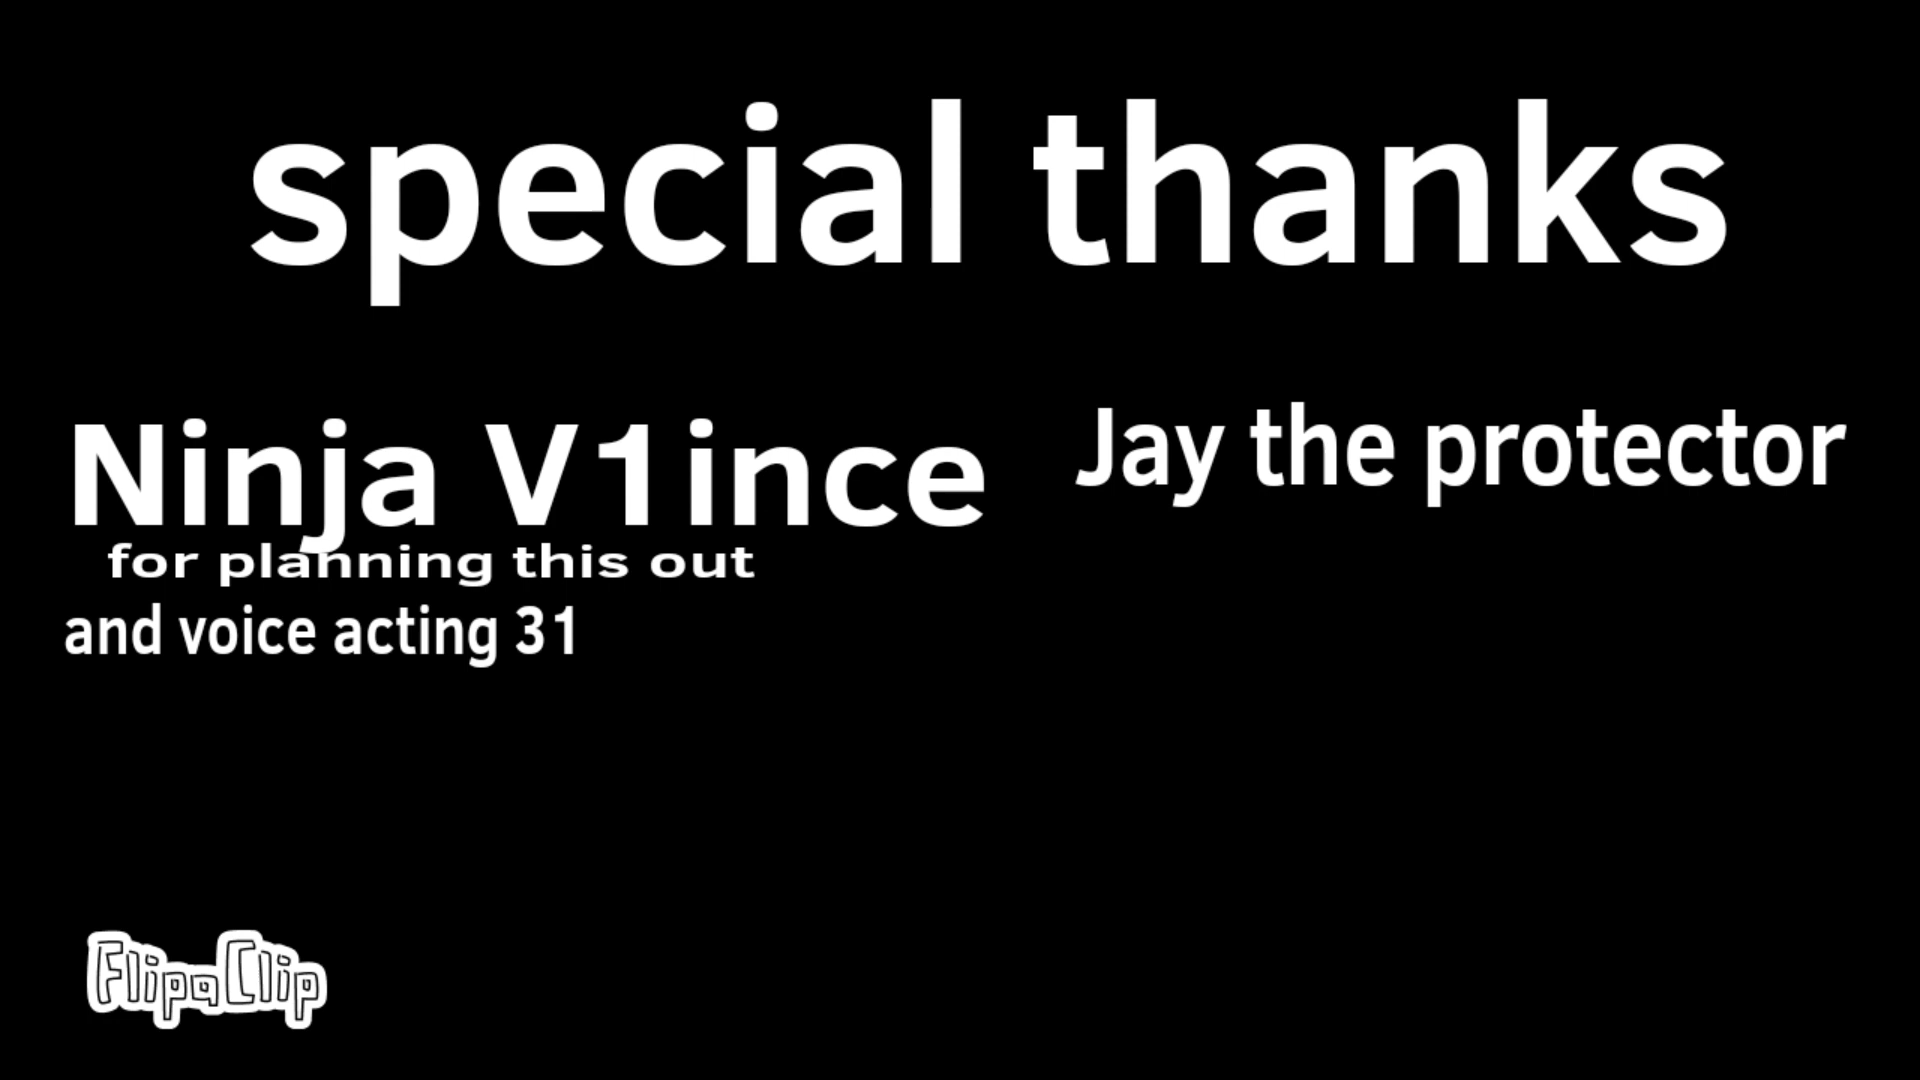 special thanks
Ninja V1ince
for planning this out
and voice acting 31
Jay the protector
FlipaClip